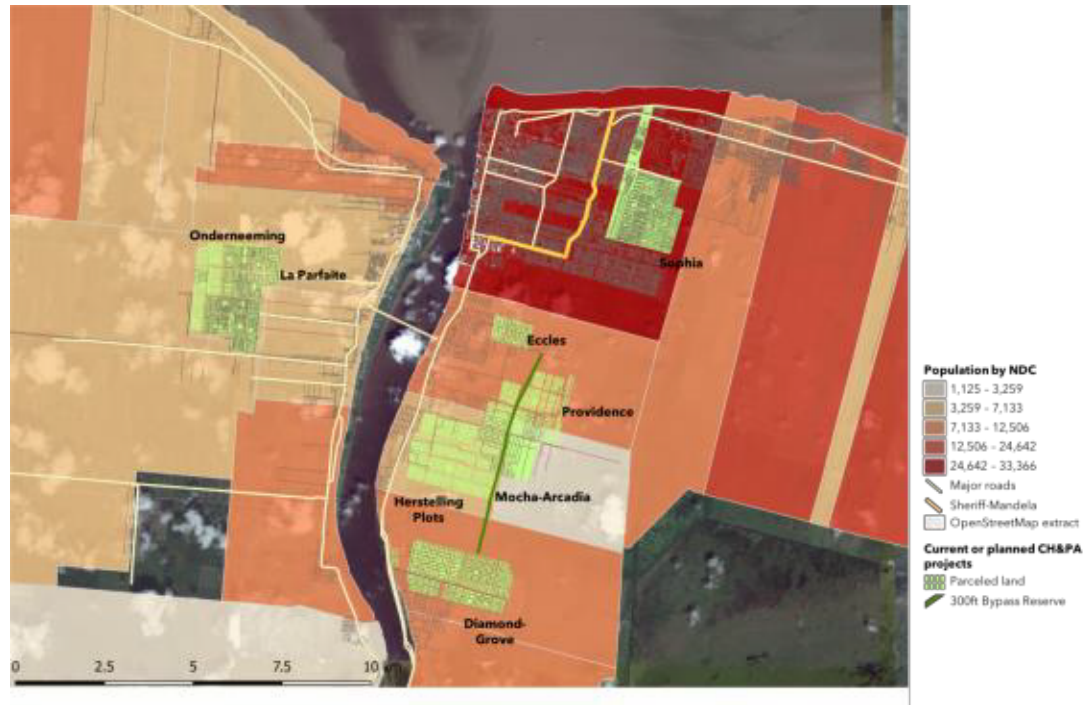 Onderneeming
La Parfaite
Sophia
Eccles
Providence
Mocha-Arcadia
Herstelling
Plots
Diamond-
Grove
0 2.5 5 7.5 10 km
Population by NDC
1,125 - 3,259
3,259 - 7,133
7,133 - 12,506
12,506 - 24,642
24,642 - 33,366
Major roads
Sheriff-Mandela
OpenStreetMap extract
Current or planned CH&PA
projects
Parceled land
300ft Bypass Reserve